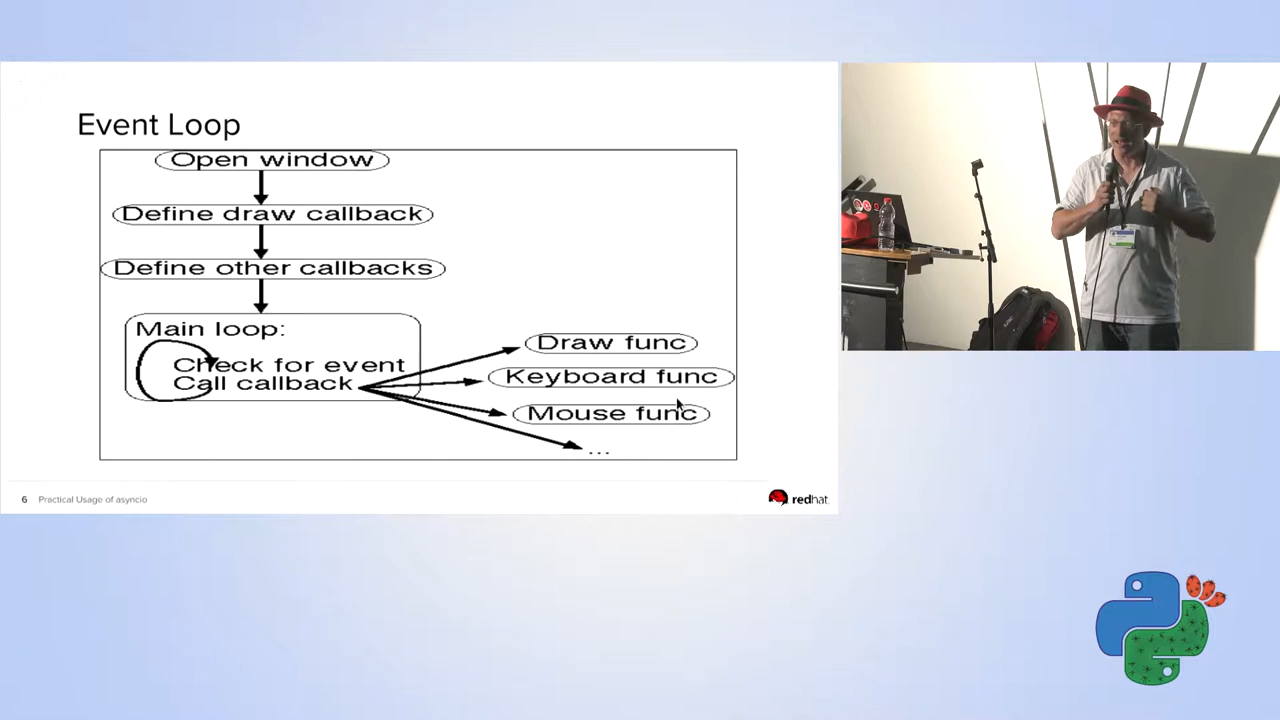 Event Loop
Open window
Define draw callback
Define other callbacks
Main loop:
Check for event
Call callback
Draw func
Keyboard func
Mouse func
...
6 Practical Usage of asyncio
redhat